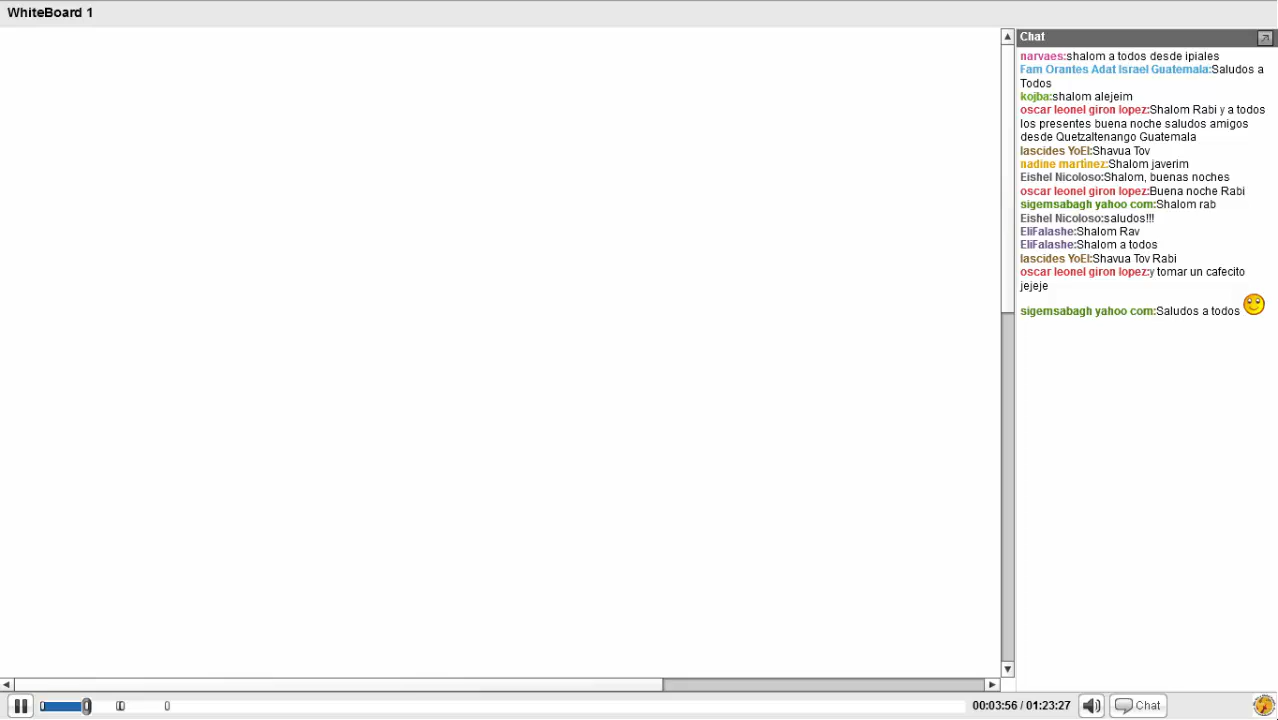 WhiteBoard 1
Chat
narvaes:shalom a todos desde ipiales
Fam Orantes Adat Israel Guatemala:Saludos a
Todos
kojba:shalom alejeim
oscar leonel giron lopez:Shalom Rabi y a todos
los presentes buena noche saludos amigos
desde Quetzaltenango Guatemala
lascides YoEl:Shavua Tov
nadine martinez:Shalom javerim
Eishel Nicoloso:Shalom, buenas noches
oscar leonel giron lopez:Buena noche Rabi
sigemsabagh yahoo com:Shalom rab
Eishel Nicoloso:saludos!!!
EliFalashe:Shalom Rav
EliFalashe:Shalom a todos
lascides YoEl:Shavua Tov Rabi
oscar leonel giron lopez:y tomar un cafecito
jejeje
sigemsabagh yahoo com:Saludos a todos
00:03:56 / 01:23:27
Chat